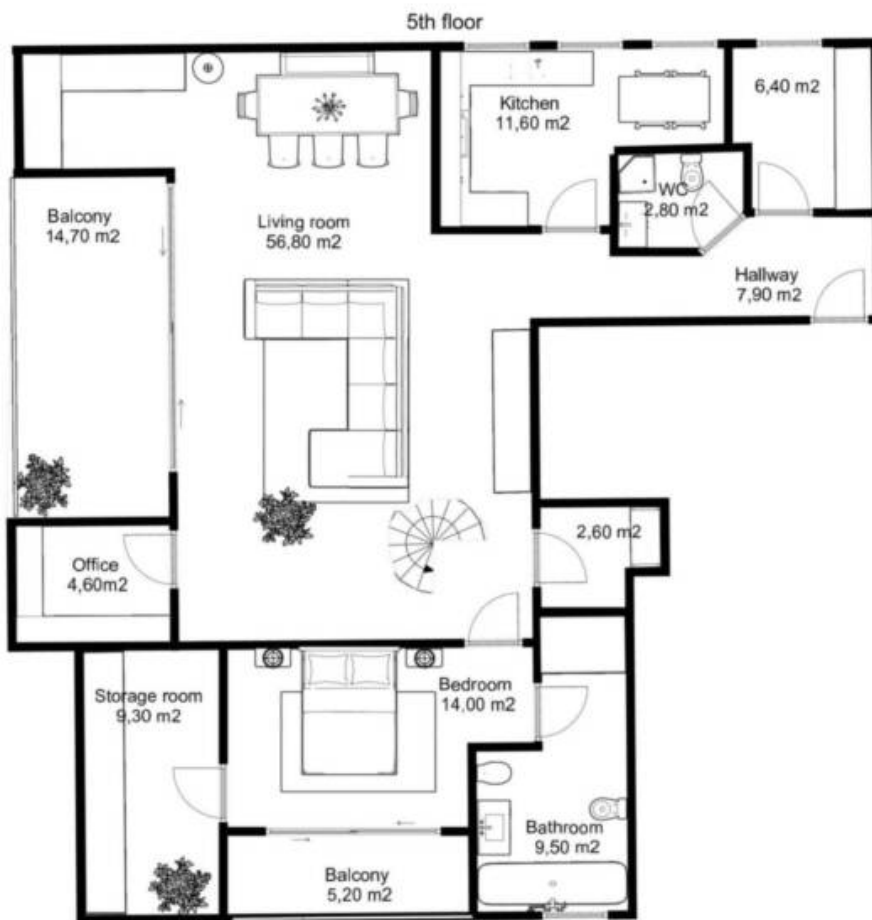 5th floor
Kitchen
11,60 m2
6,40 m2
WC
2,80 m2
Balcony
14,70 m2
Living room
56,80 m2
Hallway
7,90 m2
2,60 m2
Office
4,60m2
Storage room
9,30 m2
Bedroom
14,00 m2
Bathroom
9,50 m2
Balcony
5,20 m2